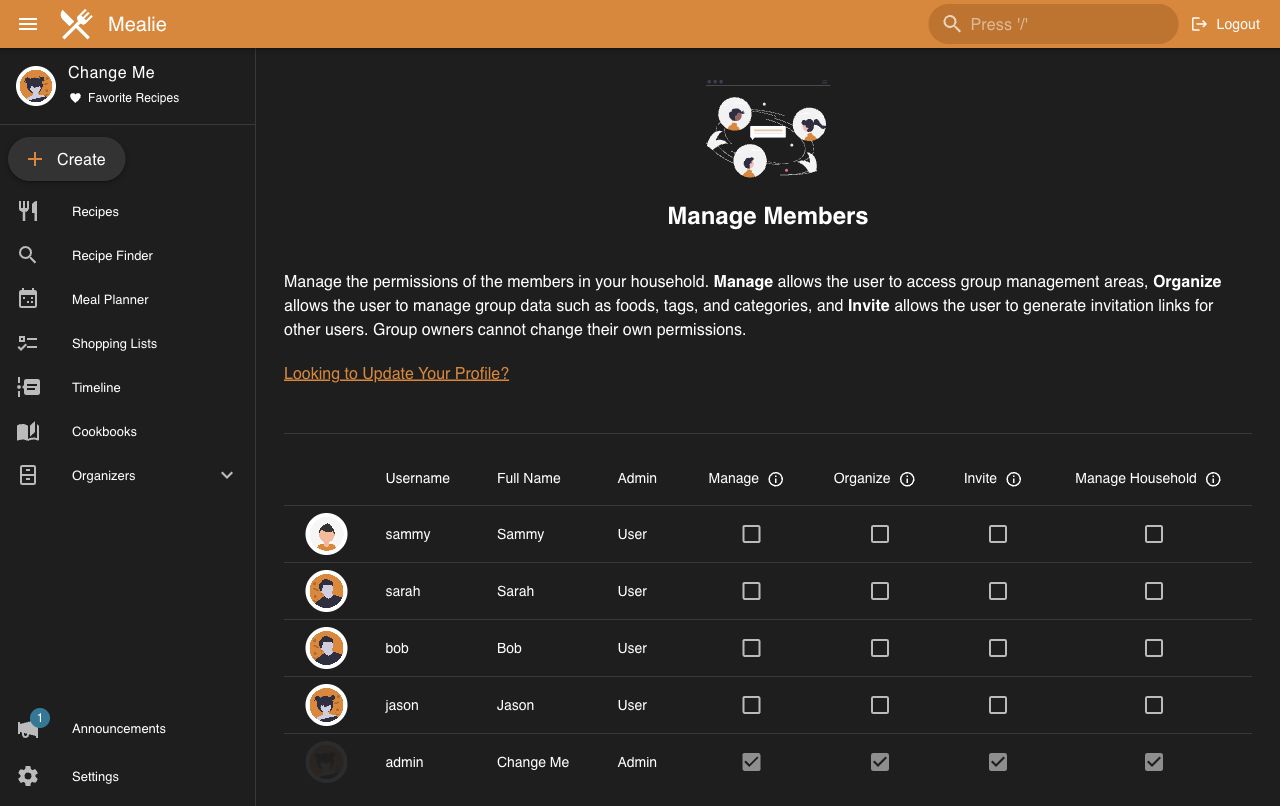 Mealie
Press '/'
Logout
Change Me
Favorite Recipes
Create
Recipes
Recipe Finder
Meal Planner
Shopping Lists
Timeline
Cookbooks
Organizers
1
Announcements
Settings
Manage Members
Manage the permissions of the members in your household. Manage allows the user to access group management areas, Organize
allows the user to manage group data such as foods, tags, and categories, and Invite allows the user to generate invitation links for
other users. Group owners cannot change their own permissions.
Looking to Update Your Profile?
Username Full Name Admin Manage Organize Invite Manage Household
sammy Sammy User
sarah Sarah User
bob Bob User
jason Jason User
admin Change Me Admin